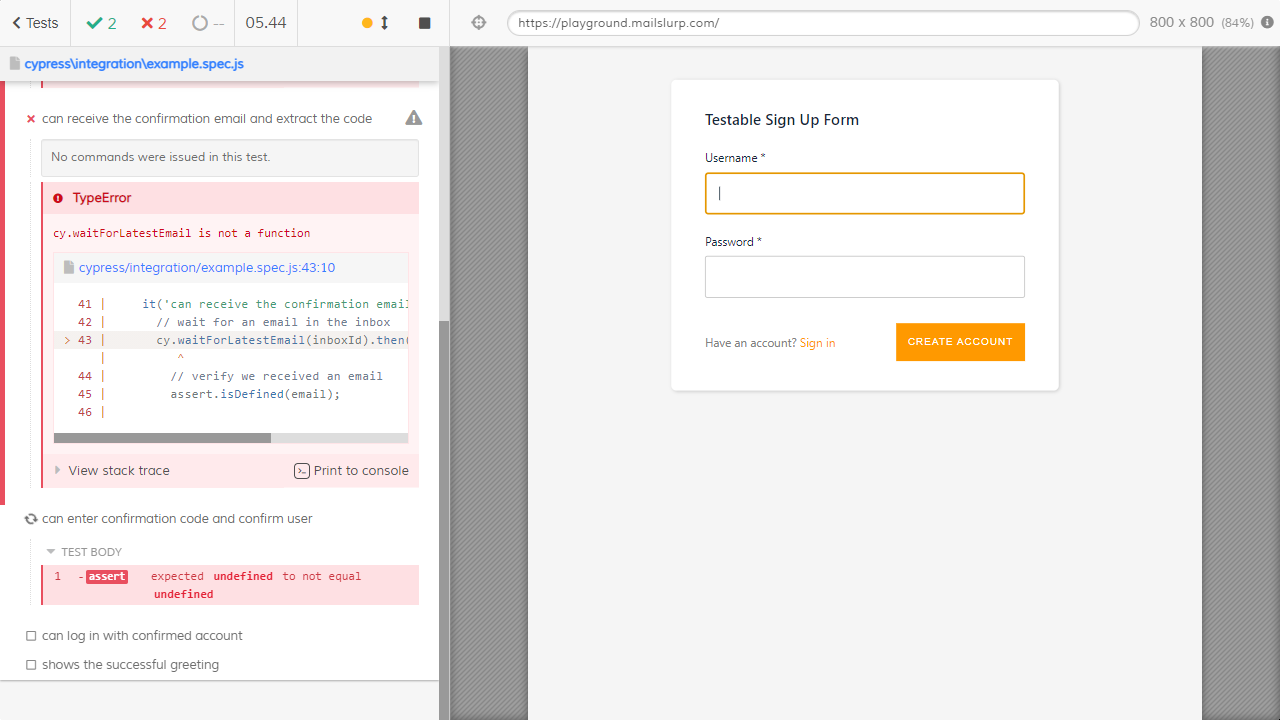 Tests 2 2 -- 05.44
https://playground.mailslurp.com/ 800 x 800 (84%)
cypress\integration\example.spec.js
can receive the confirmation email and extract the code
No commands were issued in this test.
TypeError
cy.waitForLatestEmail is not a function
cypress/integration/example.spec.js:43:10
41 | it('can receive the confirmation email
42 | // wait for an email in the inbox
> 43 | cy.waitForLatestEmail(inboxId).then(
| ^
44 | // verify we received an email
45 | assert.isDefined(email);
46 |
View stack trace Print to console
can enter confirmation code and confirm user
TEST BODY
1 -assert expected undefined to not equal
undefined
can log in with confirmed account
shows the successful greeting
Testable Sign Up Form
Username *
Password *
Have an account? Sign in CREATE ACCOUNT